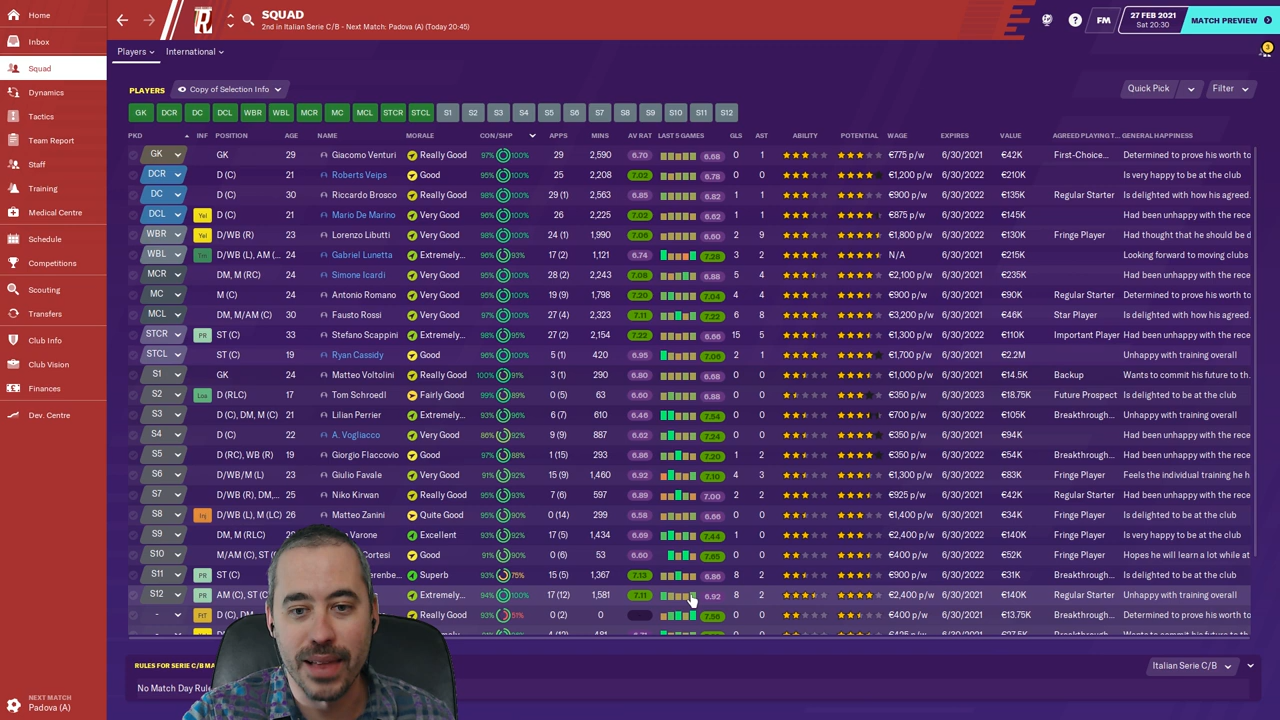 Home
Inbox
Squad
Dynamics
Tactics
Team Report
Staff
Training
Medical Centre
Schedule
Competitions
Scouting
Transfers
Club Info
Club Vision
Finances
Dev. Centre
NEXT MATCH
Padova (A)
SQUAD
2nd in Italian Serie C/B - Next Match: Padova (A) (Today 20:45)
? FM 27 FEB 2021 Sat 20:30 MATCH PREVIEW
Players International 3
PLAYERS Copy of Selection Info Quick Pick Filter
GK DCR DC DCL WBR WBL MCR MC MCL STCR STCL S1 S2 S3 S4 S5 S6 S7 S8 S9 S10 S11 S12
PKD INF POSITION AGE NAME MORALE CON/SHP APPS MINS AV RAT LAST 5 GAMES GLS AST ABILITY POTENTIAL WAGE EXPIRES VALUE AGREED PLAYING T... GENERAL HAPPINESS
GK GK 29 Giacomo Venturi Really Good 97% 100% 29 2,590 6.70 6.68 0 1 €775 p/w 6/30/2021 €42K First-Choice... Determined to prove his worth to
DCR D (C) 21 Roberts Veips Good 95% 100% 25 2,208 7.02 6.78 0 0 €1,200 p/w 6/30/2021 €210K Is very happy to be at the club
DC D (C) 30 Riccardo Brosco Really Good 98% 100% 29 (1) 2,563 6.85 6.82 1 1 €900 p/w 6/30/2022 €135K Regular Starter Is delighted with how his agreed.
DCL Yel D (C) 21 Mario De Marino Very Good 96% 100% 26 2,225 7.02 6.62 1 1 €875 p/w 6/30/2021 €145K Had been unhappy with the rece
WBR Yel D/WB (R) 23 Lorenzo Libutti Very Good 98% 100% 24 (1) 1,990 7.06 6.60 2 9 €1,800 p/w 6/30/2022 €130K Fringe Player Had thought that he should be d
WBL Trn D/WB (L), AM (... 24 Gabriel Lunetta Extremely... 96% 93% 17 (2) 1,121 6.74 7.28 3 2 N/A €215K Looking forward to moving clubs
MCR DM, M (RC) 24 Simone Icardi Very Good 95% 100% 28 (2) 2,243 7.08 6.88 5 4 €2,100 p/w 6/30/2021 €235K Had been unhappy with the rece
MC M (C) 24 Antonio Romano Very Good 95% 100% 19 (9) 1,798 7.20 7.04 4 4 €900 p/w 6/30/2021 €90K Regular Starter Determined to prove his worth to
MCL DM, M/AM (C) 30 Fausto Rossi Very Good 97% 100% 27 (4) 2,323 7.11 7.22 6 8 €3,200 p/w 6/30/2021 €46K Star Player Is delighted with how his agreed.
STCR PR ST (C) 33 Stefano Scappini Extremely... 98% 95% 27 (2) 2,154 7.22 6.66 15 5 €1,300 p/w 6/30/2022 €110K Important Player Had been unhappy with the rece
STCL ST (C) 19 Ryan Cassidy Good 96% 100% 5 (1) 420 6.95 7.06 2 1 €1,700 p/w 6/30/2021 €2.2M Unhappy with training overall
S1 GK 24 Matteo Voltolini Good 100% 91% 3 (1) 290 6.80 6.68 0 0 €1,000 p/w 6/30/2021 €14.5K Backup Wants to commit his future to th.
S2 Loa D (RLC) 17 Tom Schroedl Fairly Good 99% 89% 0 (5) 63 6.60 6.88 0 0 €350 p/w 6/30/2023 €18.75K Future Prospect Is delighted to be at the club
S3 D (C), DM, M (C) 21 Lilian Perrier Extremely... 93% 96% 6 (7) 610 6.46 7.54 0 0 €700 p/w 6/30/2022 €105K Breakthrough... Unhappy with training overall
S4 D (C) 22 A. Vogliacco Very Good 86% 92% 9 (9) 887 6.62 7.24 0 0 €350 p/w 6/30/2021 €94K Had been unhappy with the rece
S5 D (RC), WB (R) 19 Giorgio Flaccovio Good 97% 88% 1 (15) 293 6.86 7.20 1 2 €350 p/w 6/30/2022 €54K Breakthrough... Had been unhappy with the rece
S6 D/WB/M (L) 23 Giulio Favale Very Good 91% 92% 15 (9) 1,460 6.92 7.10 4 3 €1,300 p/w 6/30/2021 €83K Fringe Player Feels the individual training he h
S7 D/WB (R), DM,... 25 Niko Kirwan Really Good 95% 93% 7 (6) 597 6.89 7.00 2 2 €925 p/w 6/30/2021 €42K Regular Starter Had been unhappy with the rece
S8 Inj D/WB (L), M (LC) 26 Matteo Zanini Quite Good 95% 90% 0 (14) 299 6.58 6.66 0 0 €1,400 p/w 6/30/2021 €34K Fringe Player Had been unhappy with the rece
S9 DM, M (RLC) Varone Excellent 93% 92% 17 (5) 1,434 6.69 7.44 1 0 €2,400 p/w 6/30/2021 €140K Fringe Player Is delighted to be at the club
S10 M/AM (C), ST Cortesi Good 91% 90% 0 (6) 53 6.60 7.65 0 0 €400 p/w 6/30/2022 €52K Fringe Player Hopes he will learn a lot while at
S11 PR ST (C) Superb 93% 75% 15 (5) 1,367 7.13 6.86 8 2 €900 p/w 6/30/2022 €31K Breakthrough... Is delighted to be at the club
S12 PR AM (C), ST (C Extremely... 94% 100% 17 (12) 1,581 7.11 6.92 8 2 €2,400 p/w 6/30/2021 €140K Regular Starter Unhappy with training overall
- FtT D (C), DM Really Good 93% 51% 0 (2) 0 7.56 0 0 €400 p/w 6/30/2022 €13.75K Breakthrough... Determined to prove his worth to
RULES FOR SERIE C/B MA Italian Serie C/B
No Match Day Rul